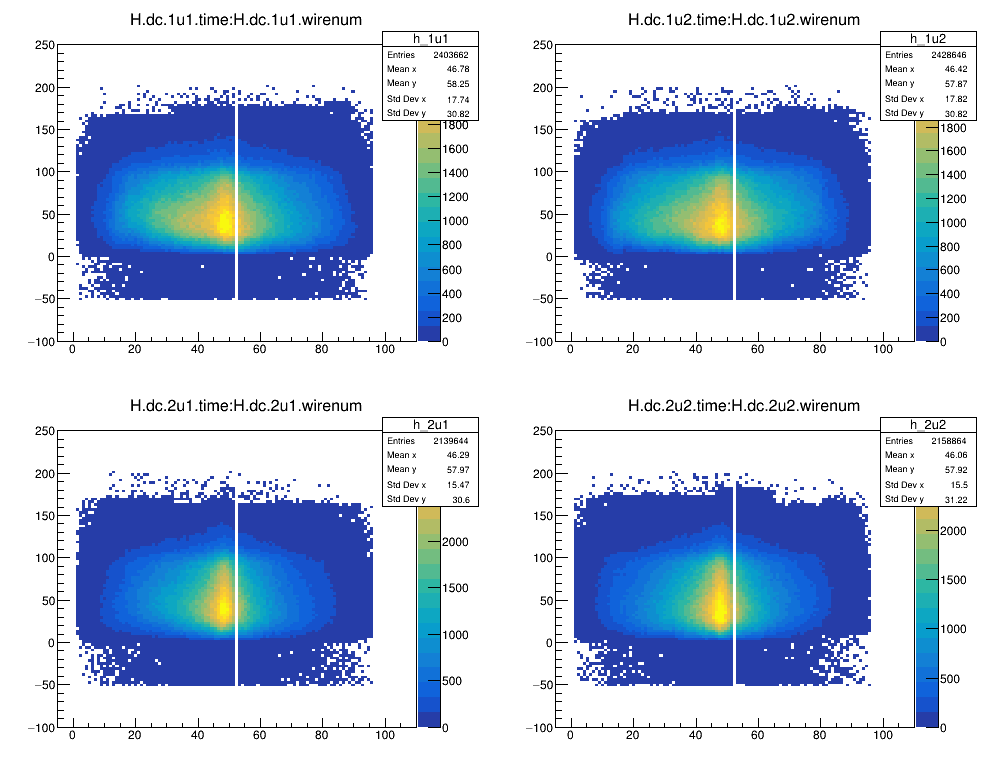 H.dc.1u1.time:H.dc.1u1.wirenum
h_1u1
Entries 2403662
Mean x 46.78
Mean y 58.25
Std Dev x 17.74
Std Dev y 30.82
250
200
150
100
50
0
−50
−100
0 20 40 60 80 100
1800
1600
1400
1200
1000
800
600
400
200
0
H.dc.1u2.time:H.dc.1u2.wirenum
h_1u2
Entries 2428646
Mean x 46.42
Mean y 57.87
Std Dev x 17.82
Std Dev y 30.82
250
200
150
100
50
0
−50
−100
0 20 40 60 80 100
1800
1600
1400
1200
1000
800
600
400
200
0
H.dc.2u1.time:H.dc.2u1.wirenum
h_2u1
Entries 2139644
Mean x 46.29
Mean y 57.97
Std Dev x 15.47
Std Dev y 30.6
250
200
150
100
50
0
−50
−100
0 20 40 60 80 100
2000
1500
1000
500
0
H.dc.2u2.time:H.dc.2u2.wirenum
h_2u2
Entries 2158864
Mean x 46.06
Mean y 57.92
Std Dev x 15.5
Std Dev y 31.22
250
200
150
100
50
0
−50
−100
0 20 40 60 80 100
2000
1500
1000
500
0